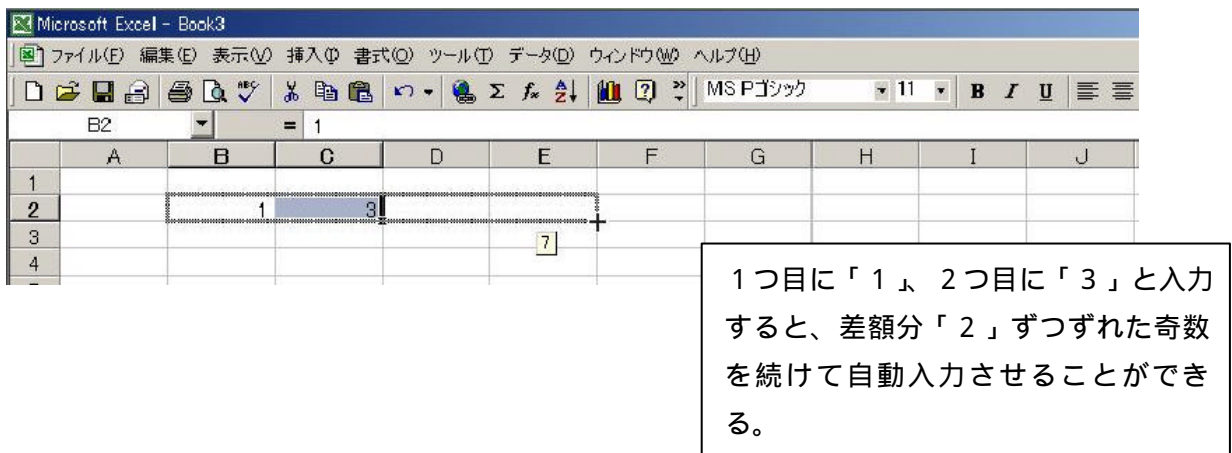 Microsoft Excel - Book3
ファイル(F) 編集(E) 表示(V) 挿入(I) 書式(O) ツール(T) データ(D) ウィンドウ(W) ヘルプ(H)
MS Pゴシック 11 B I U
B2 = 1
A B C D E F G H I J
1
2 1 3
3 7
4
1つ目に「1」、2つ目に「3」と入力
すると、差額分「2」ずつずれた奇数
を続けて自動入力させることができ
る。